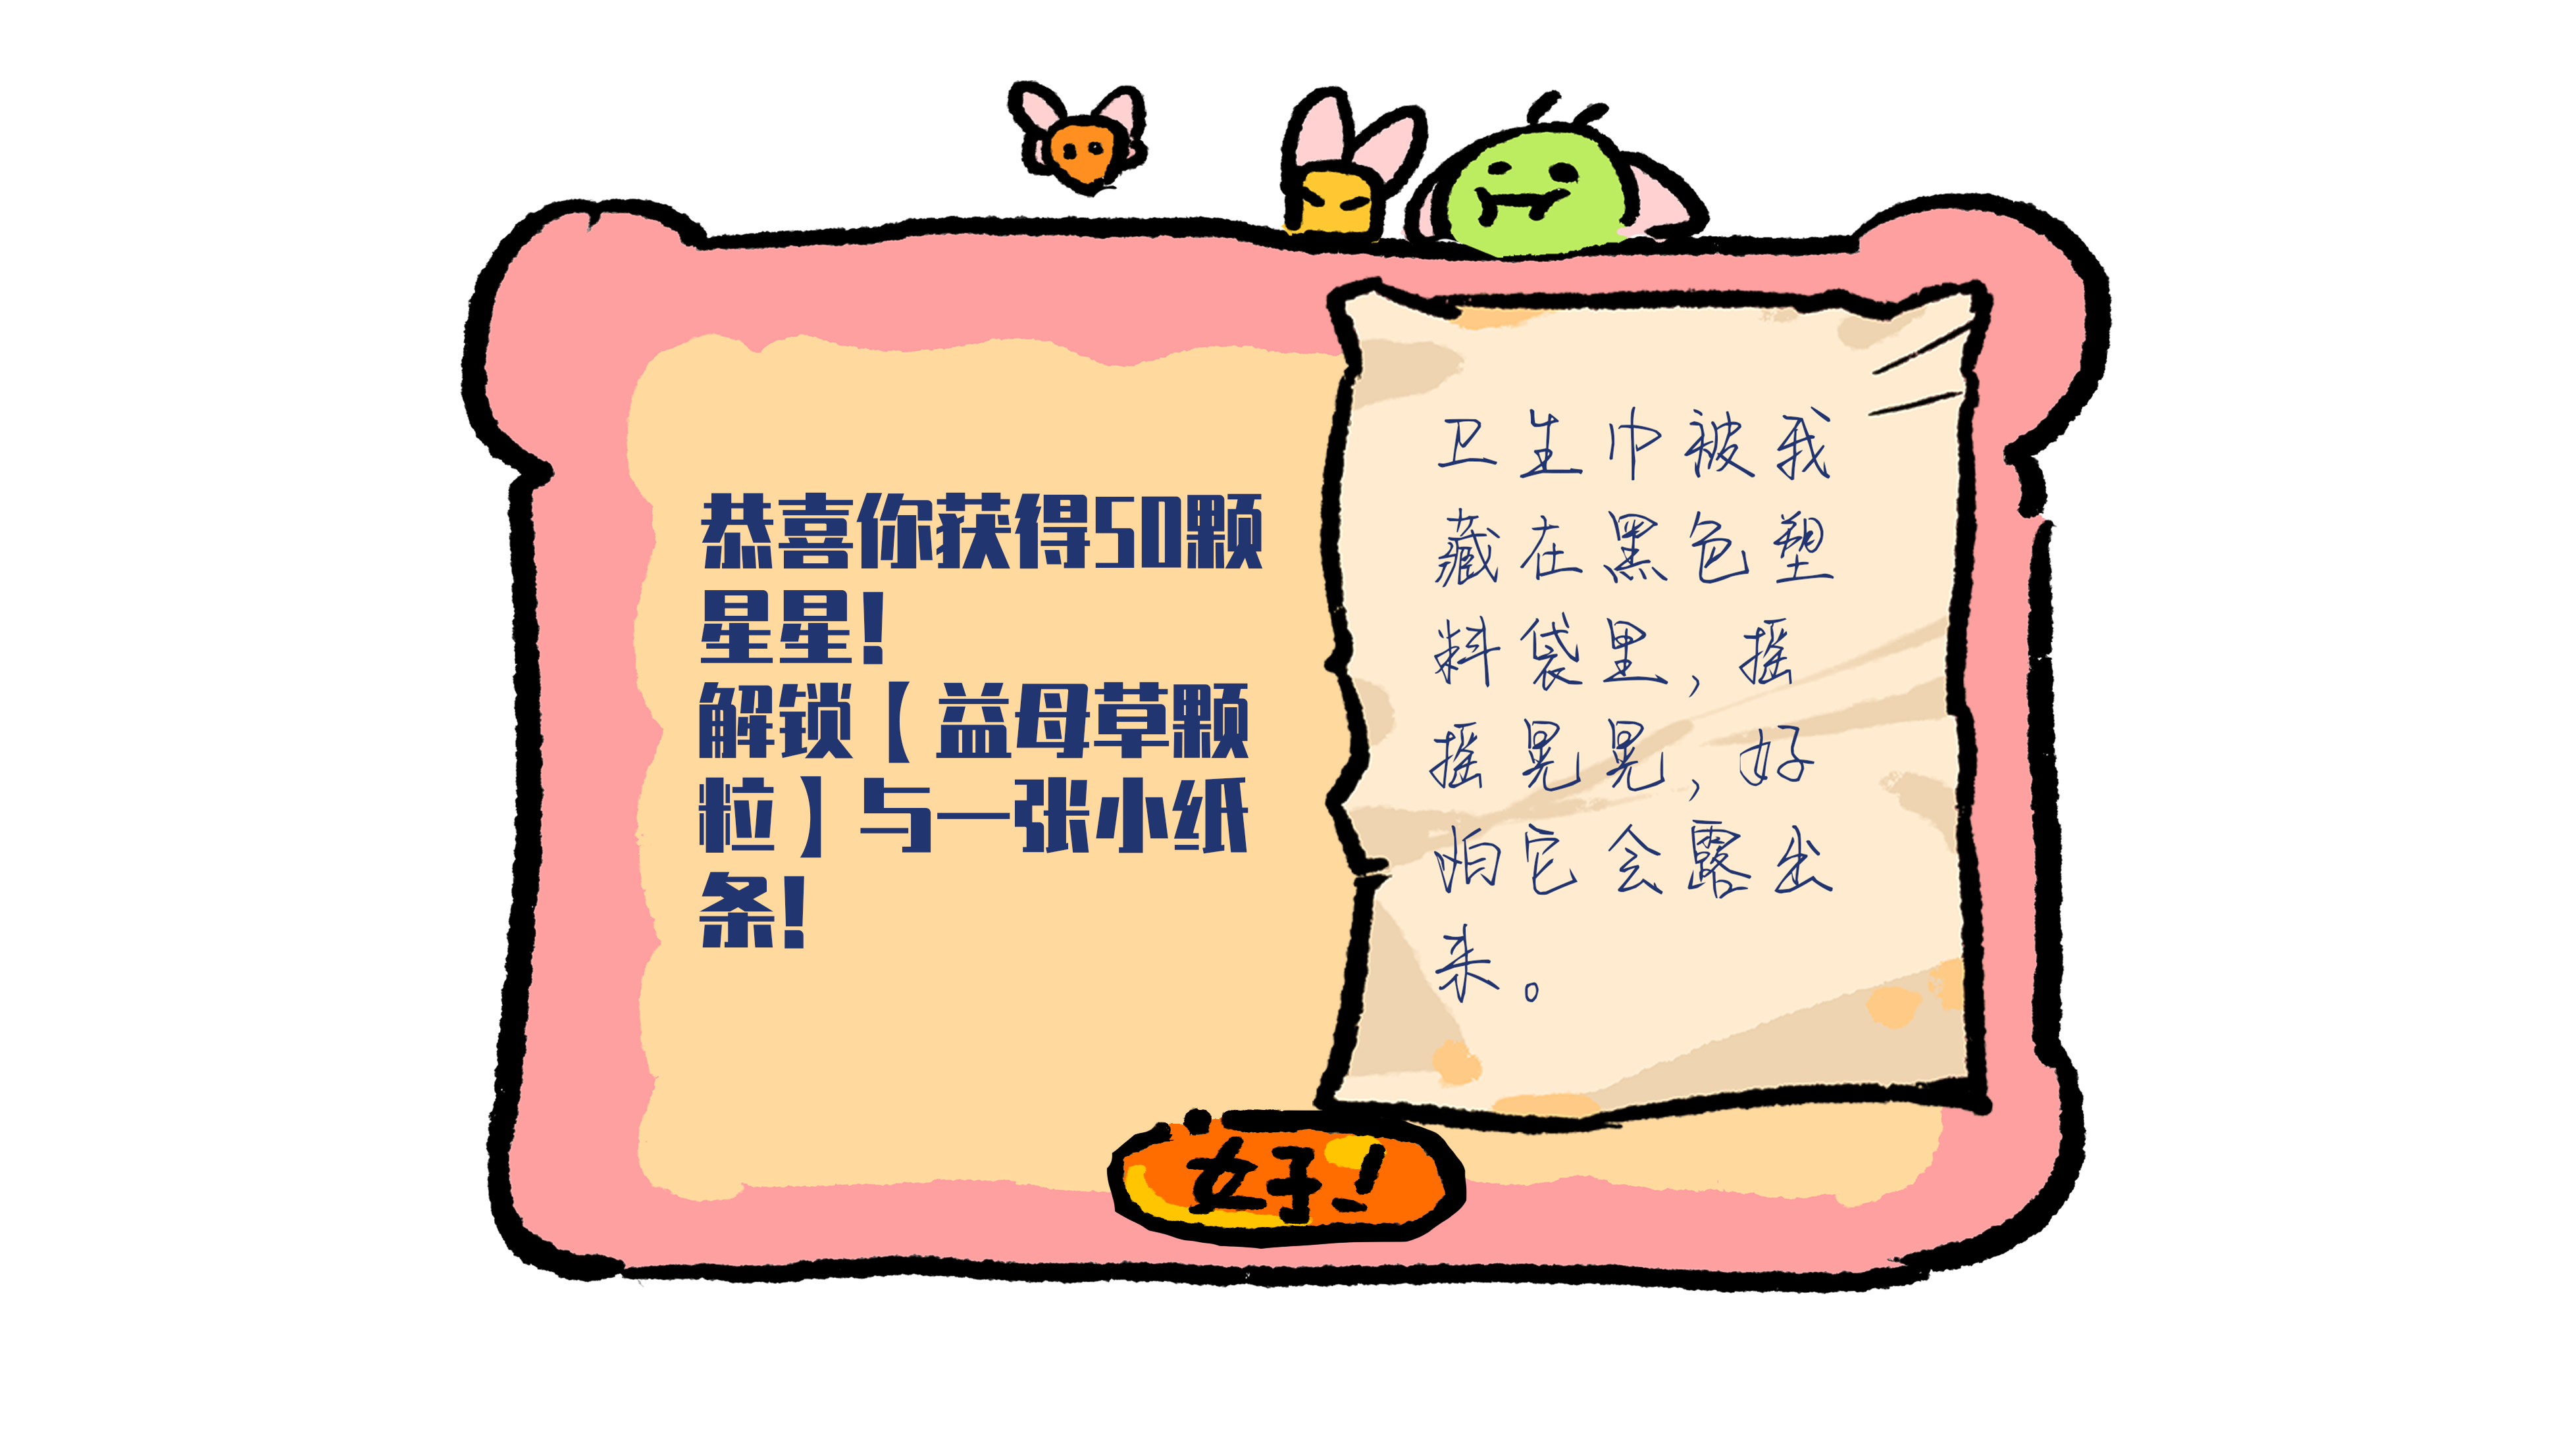 恭喜你获得50颗
星星！
解锁【益母草颗
粒】与一张小纸
条！
卫生巾被我
藏在黑色塑
料袋里，摇
摇晃晃，好
怕它会露出
来。
好！